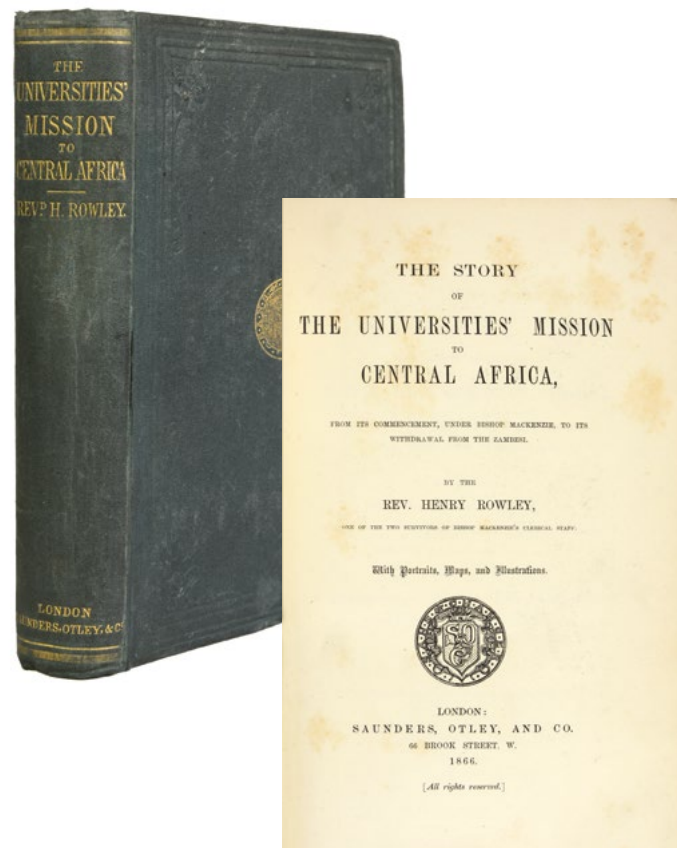 THE
UNIVERSITIES'
MISSION
TO
CENTRAL AFRICA
REVD. H. ROWLEY.
LONDON
SAUNDERS, OTLEY, & Co.
THE STORY
OF
THE UNIVERSITIES' MISSION
TO
CENTRAL AFRICA,
FROM ITS COMMENCEMENT, UNDER BISHOP MACKENZIE, TO ITS
WITHDRAWAL FROM THE ZAMBESI.
BY THE
REV. HENRY ROWLEY,
ONE OF THE TWO SURVIVORS OF BISHOP MACKENZIE'S CLERICAL STAFF.
With Portraits, Maps, and Illustrations.
LONDON:
SAUNDERS, OTLEY, AND CO.
66 BROOK STREET, W.
1866.
[All rights reserved.]